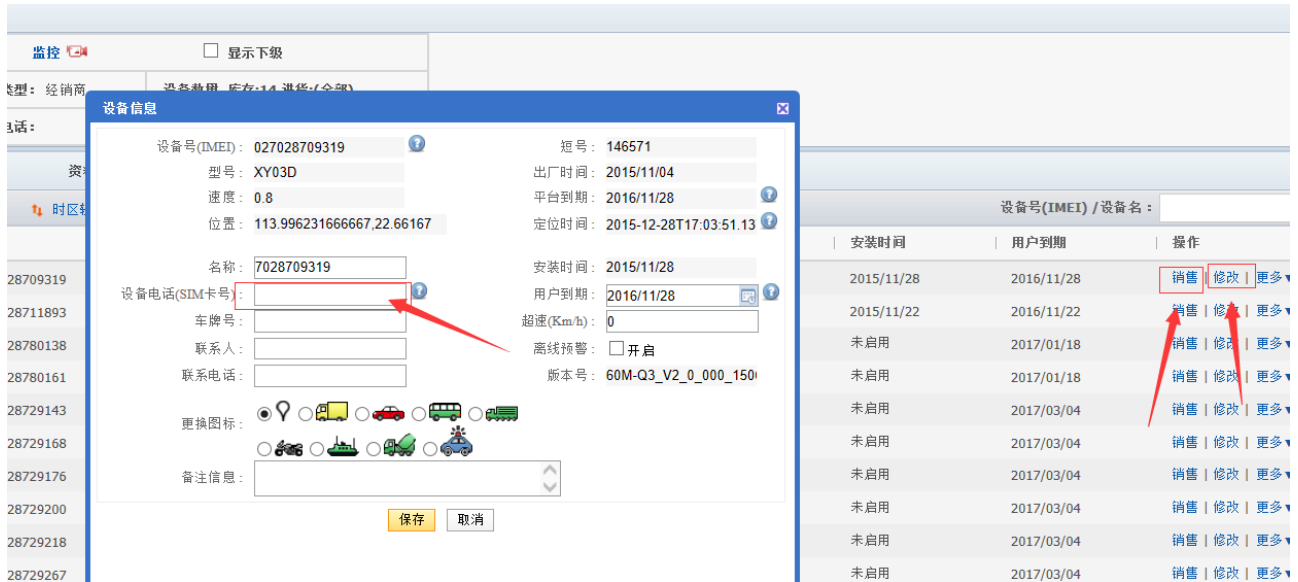 监控
显示下级
类型： 经销商
设备数用 库存:14 进货:(全部)
电话：
设备信息
设备号(IMEI)： 027028709319 短号： 146571
型号： XY03D 出厂时间： 2015/11/04
速度： 0.8 平台到期： 2016/11/28
位置： 113.996231666667,22.66167 定位时间： 2015-12-28T17:03:51.13
名称： 7028709319 安装时间： 2015/11/28
设备电话(SIM卡号)： 用户到期： 2016/11/28
车牌号： 超速(Km/h)： 0
联系人： 离线预警： 开启
联系电话： 版本号： 60M-Q3_V2_0_000_150
更换图标：
备注信息：
保存 取消
时区
设备号(IMEI) /设备名：
安装时间 用户到期 操作
28709319 2015/11/28 2016/11/28 销售 | 修改 | 更多
28711893 2015/11/22 2016/11/22 销售 | 修改 | 更多
28780138 未启用 2017/01/18 销售 | 修改 | 更多
28780161 未启用 2017/01/18 销售 | 修改 | 更多
28729143 未启用 2017/03/04 销售 | 修改 | 更多
28729168 未启用 2017/03/04 销售 | 修改 | 更多
28729176 未启用 2017/03/04 销售 | 修改 | 更多
28729200 未启用 2017/03/04 销售 | 修改 | 更多
28729218 未启用 2017/03/04 销售 | 修改 | 更多
28729267 未启用 2017/03/04 销售 | 修改 | 更多